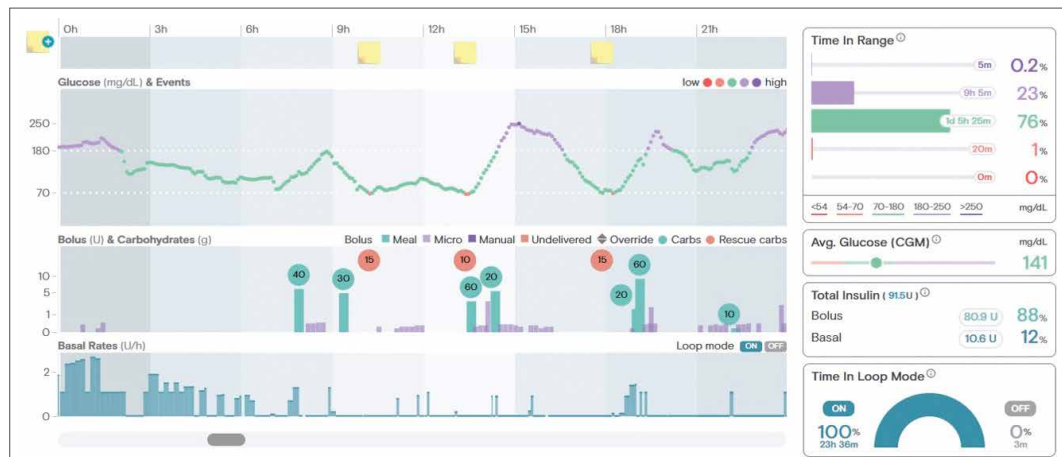 0h 3h 6h 9h 12h 15h 18h 21h
Glucose (mg/dL) & Events low high
250
180
70
Bolus (U) & Carbohydrates (g) Bolus Meal Micro Manual Undelivered Override Carbs Rescue carbs
10
5
1
0
40
30
15
10
60
20
15
20
60
10
Basal Rates (U/h) Loop mode ON OFF
2
0
Time In Range
5m 0.2%
9h 5m 23%
1d 5h 25m 76%
20m 1%
0m 0%
<54 54-70 70-180 180-250 >250 mg/dL
Avg. Glucose (CGM) mg/dL
141
Total Insulin ( 91.5U )
Bolus 80.9 U 88%
Basal 10.6 U 12%
Time In Loop Mode
ON OFF
100% 0%
23h 36m 3m